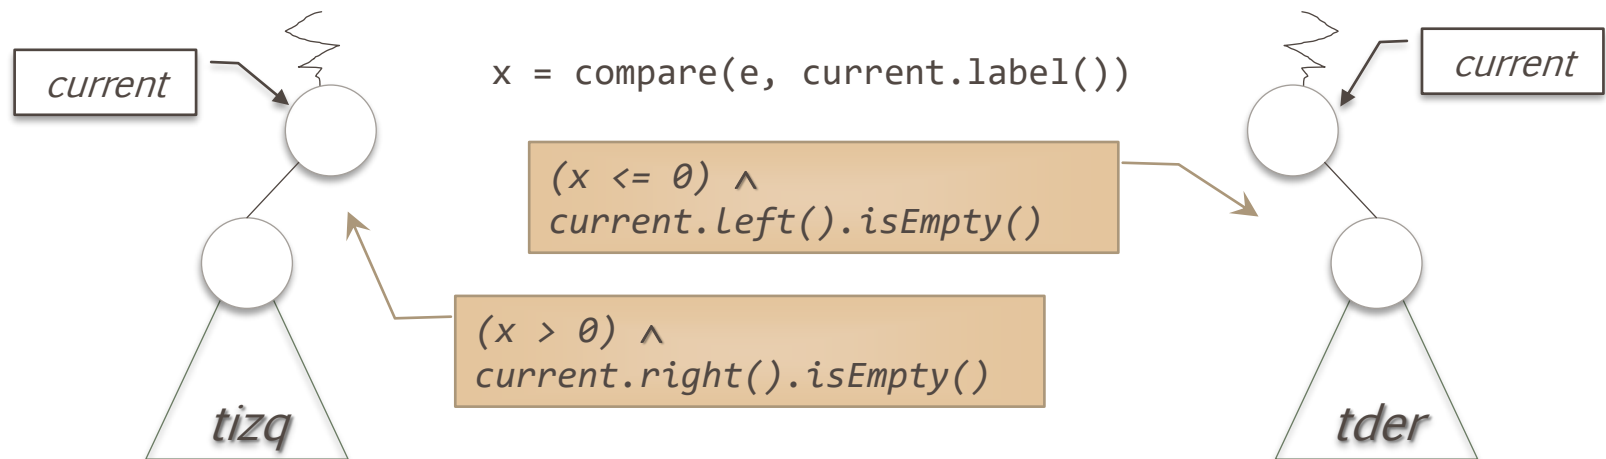 current
x = compare(e, current.label())
current
(x <= 0) ∧
current.left().isEmpty()
(x > 0) ∧
current.right().isEmpty()
tizq
tder